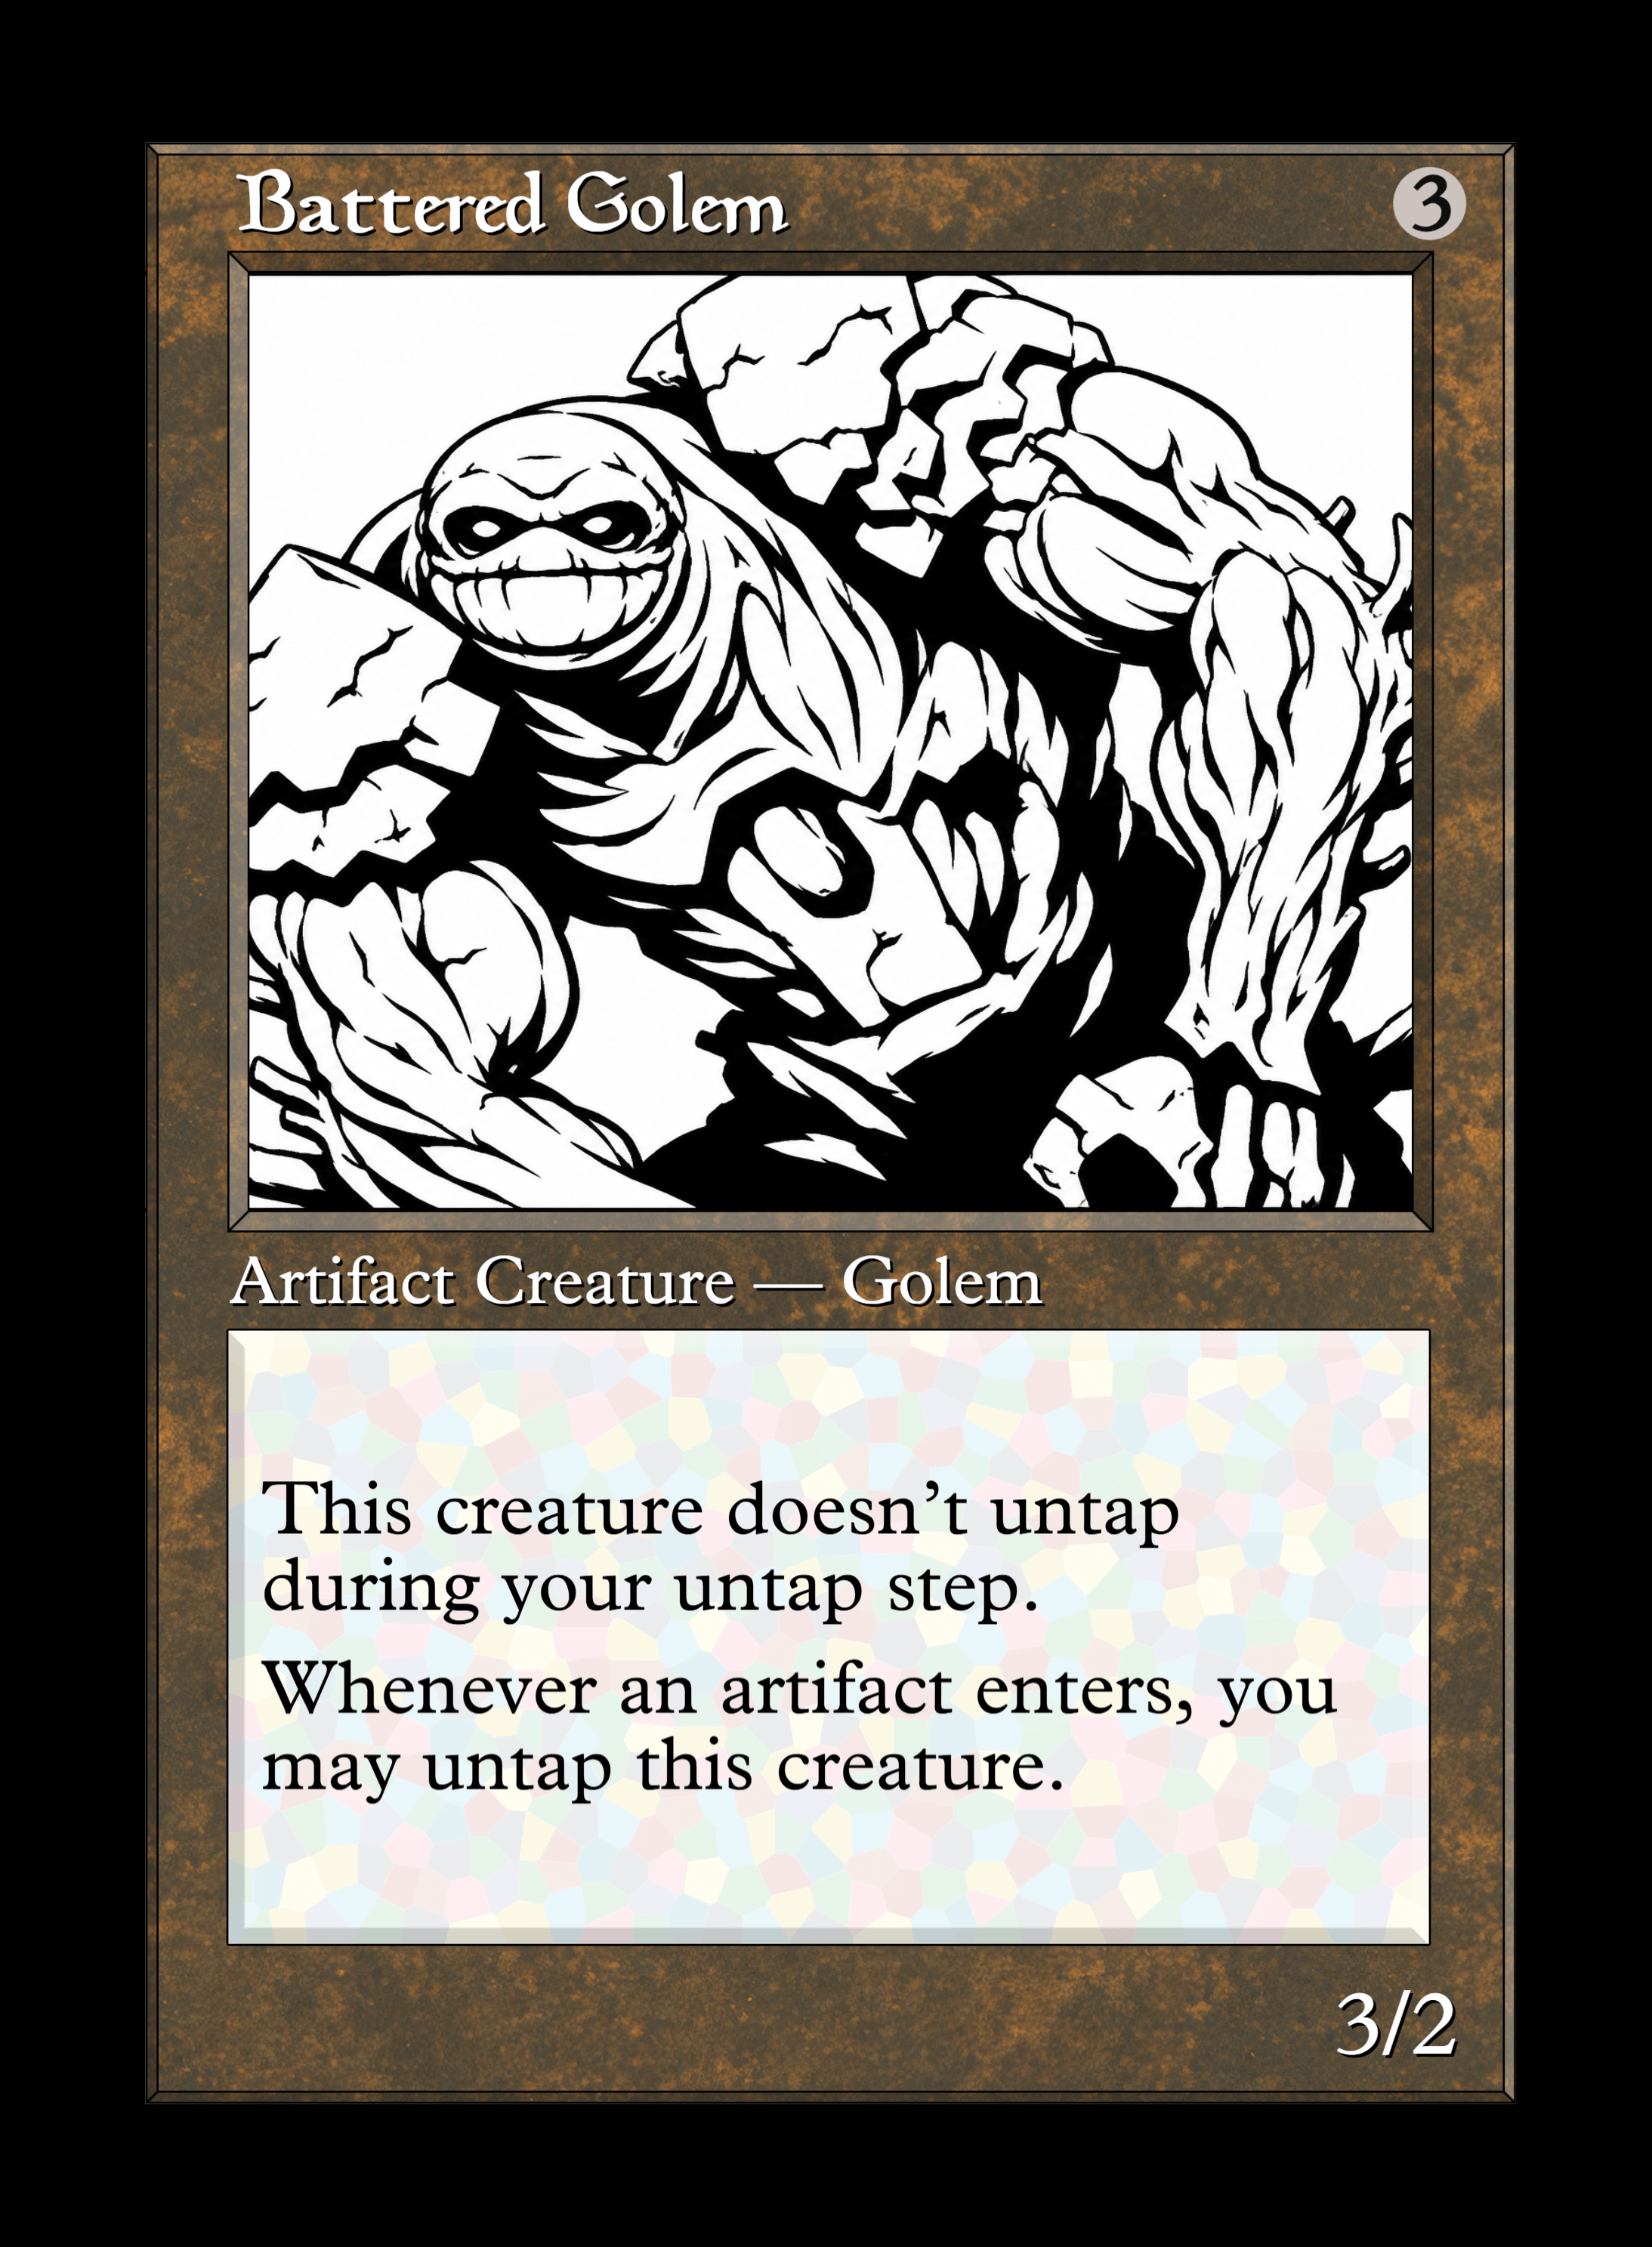 Battered Golem
3
Artifact Creature — Golem
This creature doesn’t untap
during your untap step.
Whenever an artifact enters, you
may untap this creature.
3/2